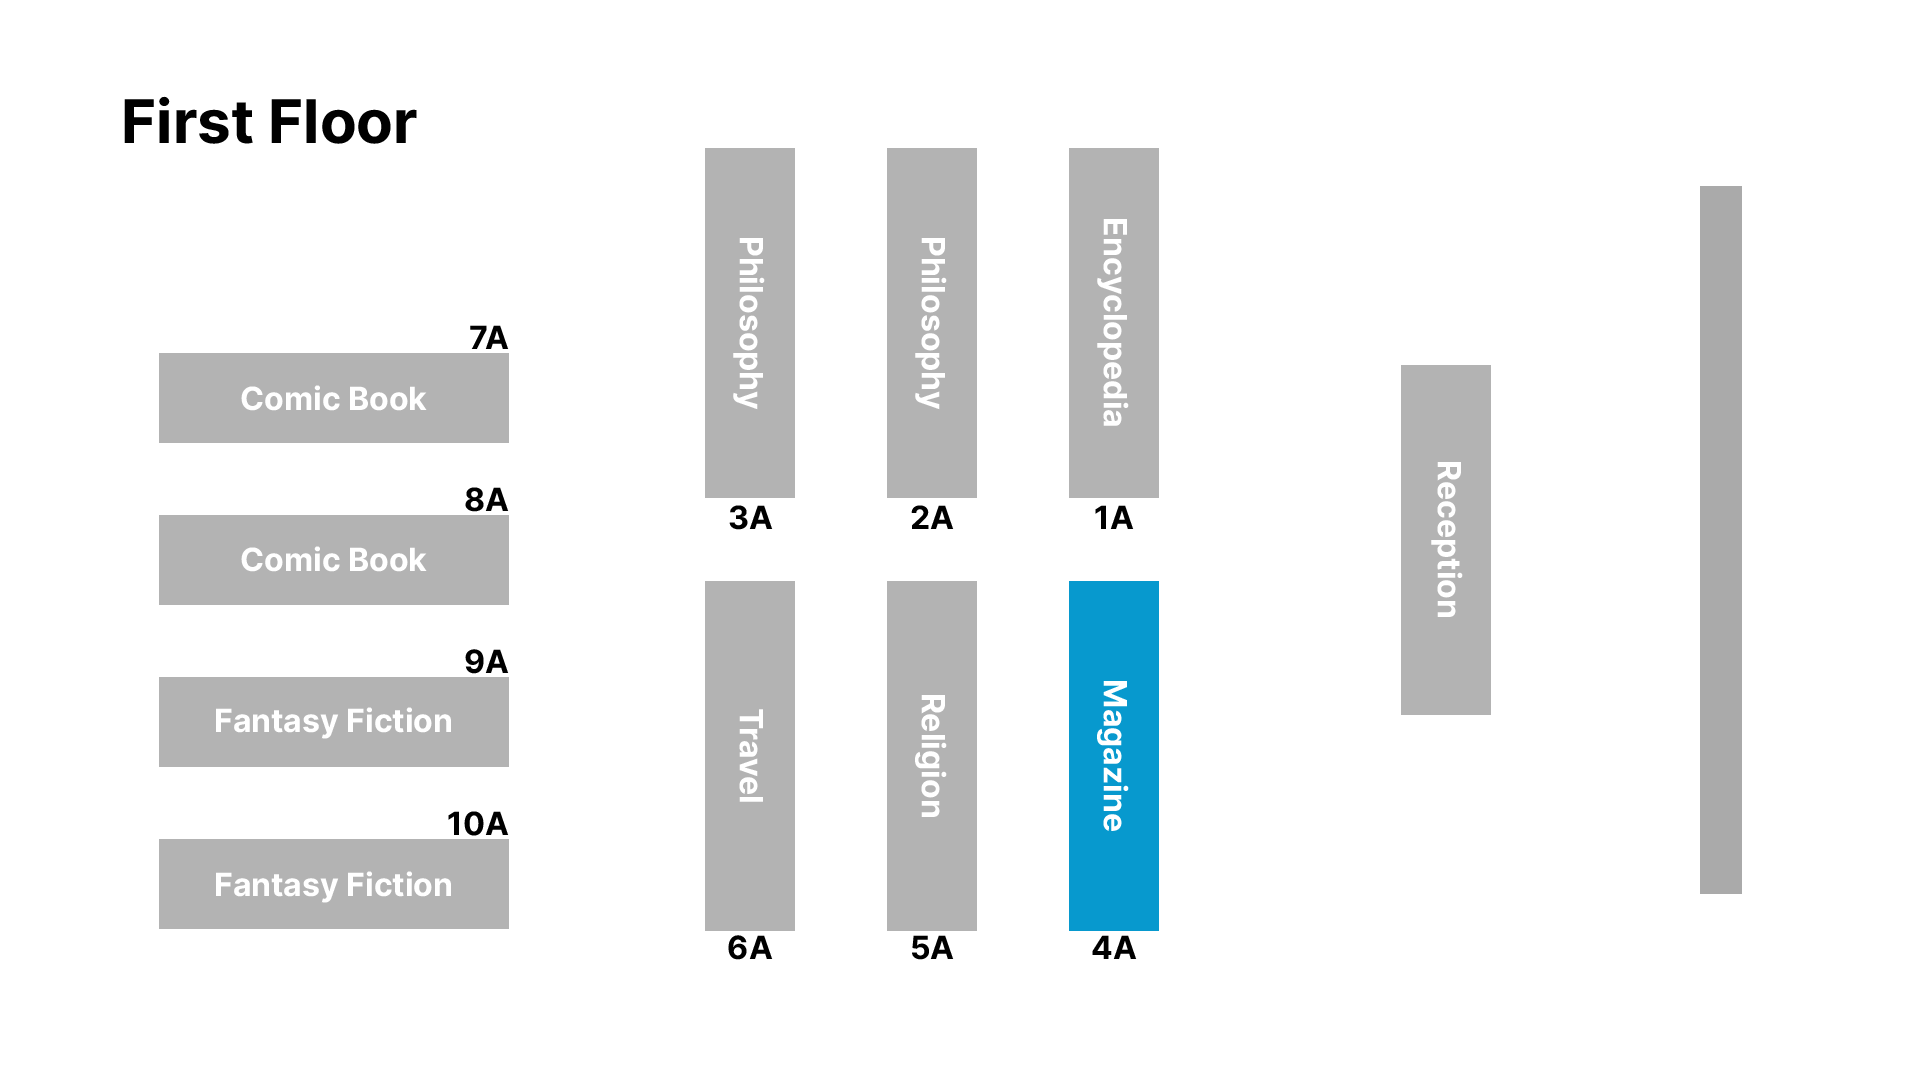 First Floor
7A
Comic Book
8A
Comic Book
9A
Fantasy Fiction
10A
Fantasy Fiction
Philosophy
Philosophy
Encyclopedia
3A
2A
1A
Travel
Religion
Magazine
6A
5A
4A
Reception